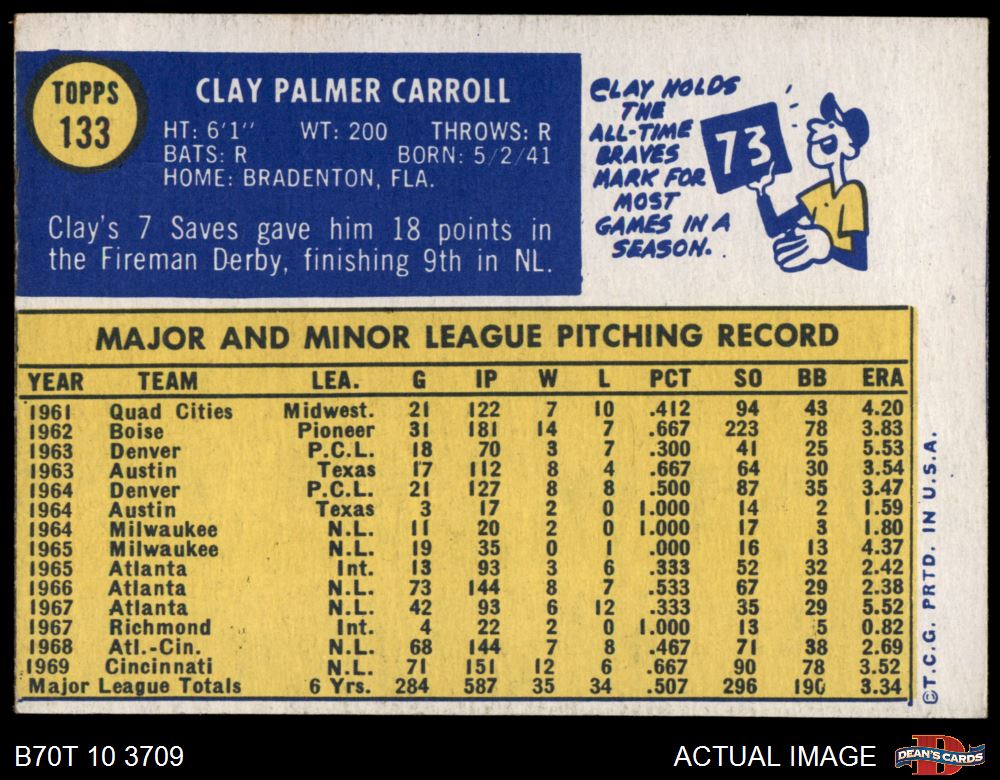 TOPPS
133
CLAY PALMER CARROLL
HT: 6'1" WT: 200 THROWS: R
BATS: R BORN: 5/2/41
HOME: BRADENTON, FLA.
Clay's 7 Saves gave him 18 points in
the Fireman Derby, finishing 9th in NL.
CLAY HOLDS
THE
ALL-TIME
BRAVES
MARK FOR
MOST
GAMES IN A
SEASON.
73
MAJOR AND MINOR LEAGUE PITCHING RECORD
YEAR TEAM LEA. G IP W L PCT SO BB ERA
1961 Quad Cities Midwest. 21 122 7 10 .412 94 43 4.20
1962 Boise Pioneer 31 181 14 7 .667 223 78 3.83
1963 Denver P.C.L. 18 70 3 7 .300 41 25 5.53
1963 Austin Texas 17 112 8 4 .667 64 30 3.54
1964 Denver P.C.L. 21 127 8 8 .500 87 35 3.47
1964 Austin Texas 3 17 2 0 1.000 14 2 1.59
1964 Milwaukee N.L. 11 20 2 0 1.000 17 3 1.80
1965 Milwaukee N.L. 19 35 0 1 .000 16 13 4.37
1965 Atlanta Int. 13 93 3 6 .333 52 32 2.42
1966 Atlanta N.L. 73 144 8 7 .533 67 29 2.38
1967 Atlanta N.L. 42 93 6 12 .333 35 29 5.52
1967 Richmond Int. 4 22 2 0 1.000 13 5 0.82
1968 Atl.-Cin. N.L. 68 144 7 8 .467 71 38 2.69
1969 Cincinnati N.L. 71 151 12 6 .667 90 78 3.52
Major League Totals 6 Yrs. 284 587 35 34 .507 296 190 3.34
©T.C.G. PRTD. IN U.S.A.
B70T 10 3709
ACTUAL IMAGE
DEAN'S CARDS